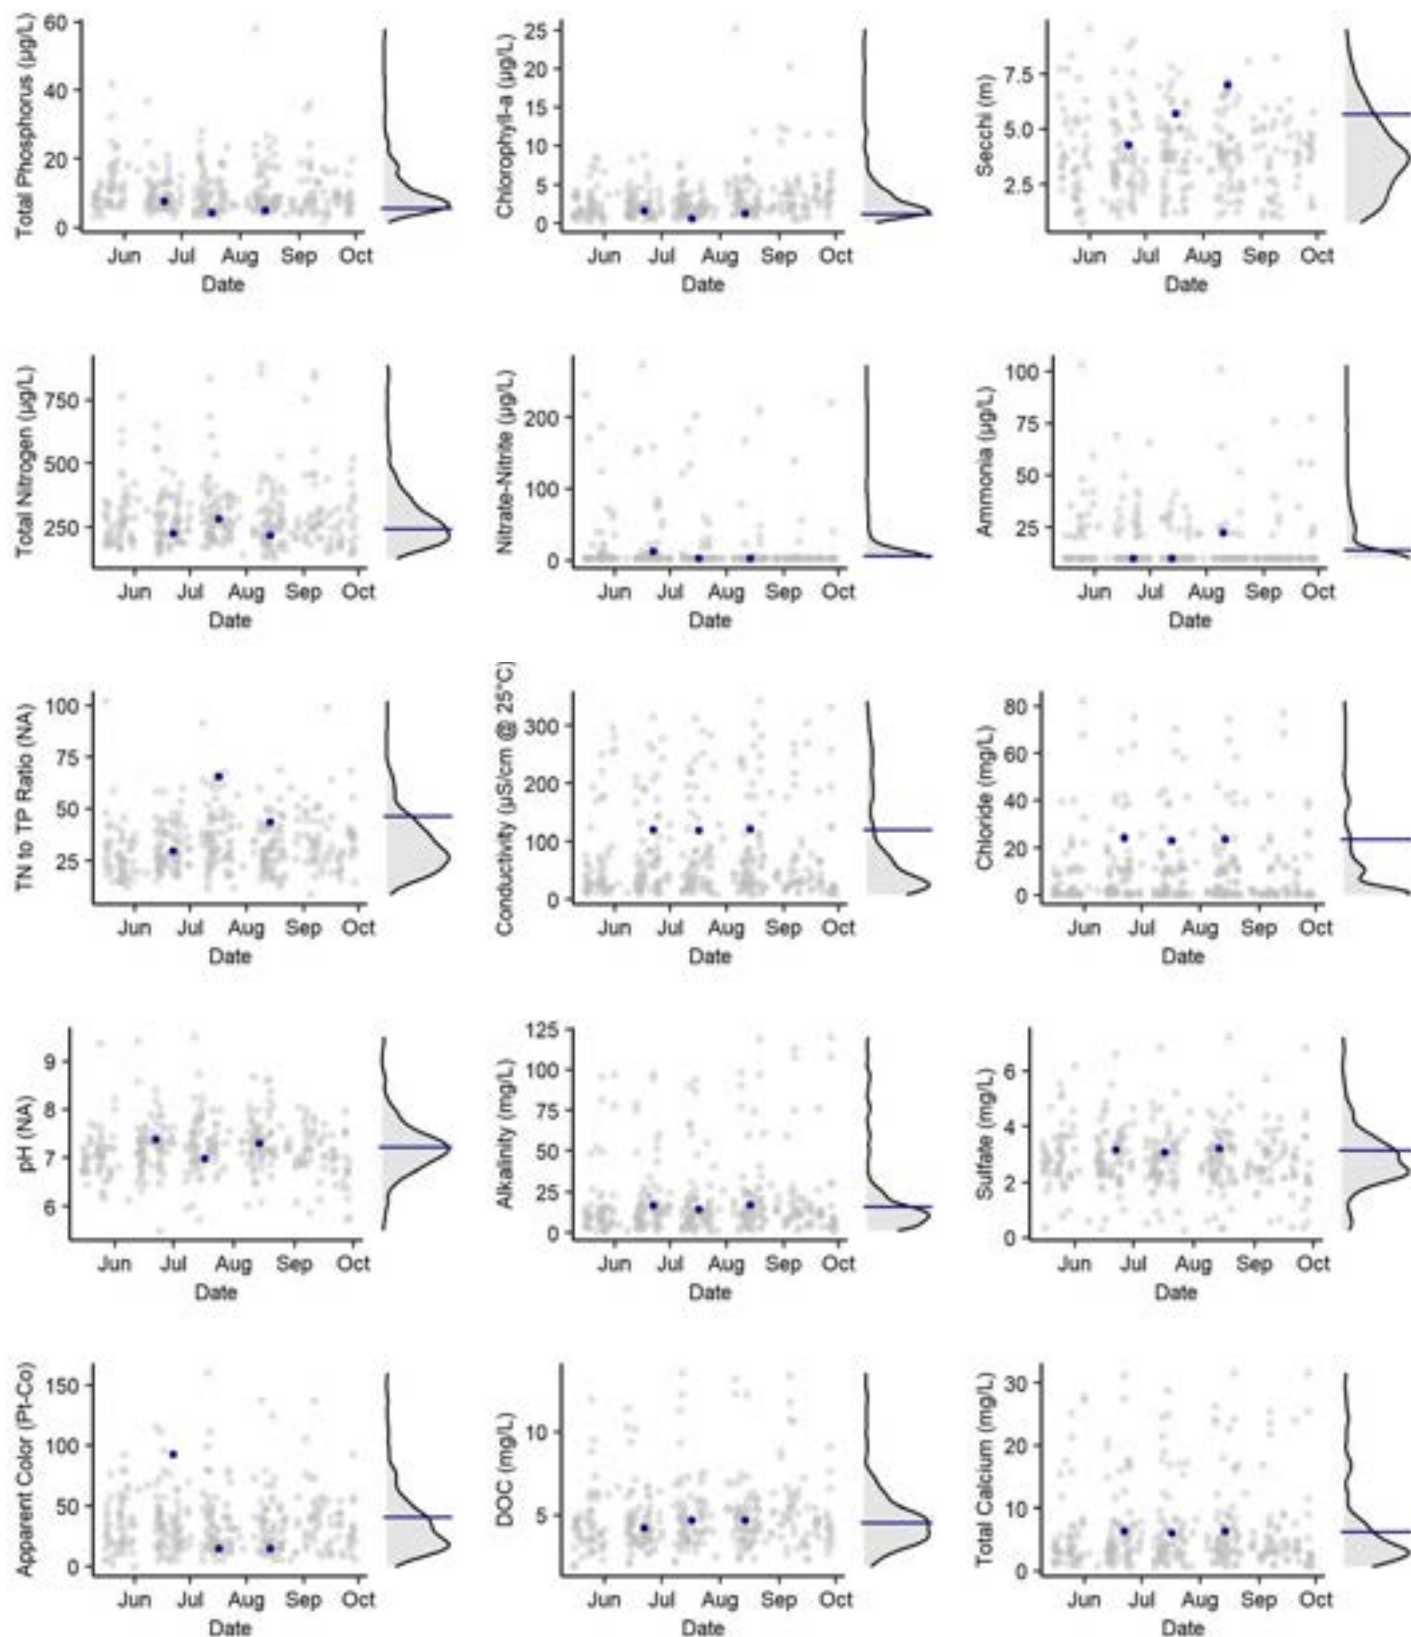 Total Phosphorus (µg/L)
60
40
20
0
Jun Jul Aug Sep Oct
Date
Chlorophyll-a (µg/L)
25
20
15
10
5
0
Jun Jul Aug Sep Oct
Date
Secchi (m)
7.5
5.0
2.5
Jun Jul Aug Sep Oct
Date
Total Nitrogen (µg/L)
750
500
250
Jun Jul Aug Sep Oct
Date
Nitrate-Nitrite (µg/L)
200
100
0
Jun Jul Aug Sep Oct
Date
Ammonia (µg/L)
100
75
50
25
Jun Jul Aug Sep Oct
Date
TN to TP Ratio (NA)
100
75
50
25
Jun Jul Aug Sep Oct
Date
Conductivity (µS/cm @ 25°C)
300
200
100
0
Jun Jul Aug Sep Oct
Date
Chloride (mg/L)
80
60
40
20
0
Jun Jul Aug Sep Oct
Date
pH (NA)
9
8
7
6
Jun Jul Aug Sep Oct
Date
Alkalinity (mg/L)
125
100
75
50
25
0
Jun Jul Aug Sep Oct
Date
Sulfate (mg/L)
6
4
2
0
Jun Jul Aug Sep Oct
Date
Apparent Color (Pt-Co)
150
100
50
0
Jun Jul Aug Sep Oct
Date
DOC (mg/L)
10
5
Jun Jul Aug Sep Oct
Date
Total Calcium (mg/L)
30
20
10
0
Jun Jul Aug Sep Oct
Date